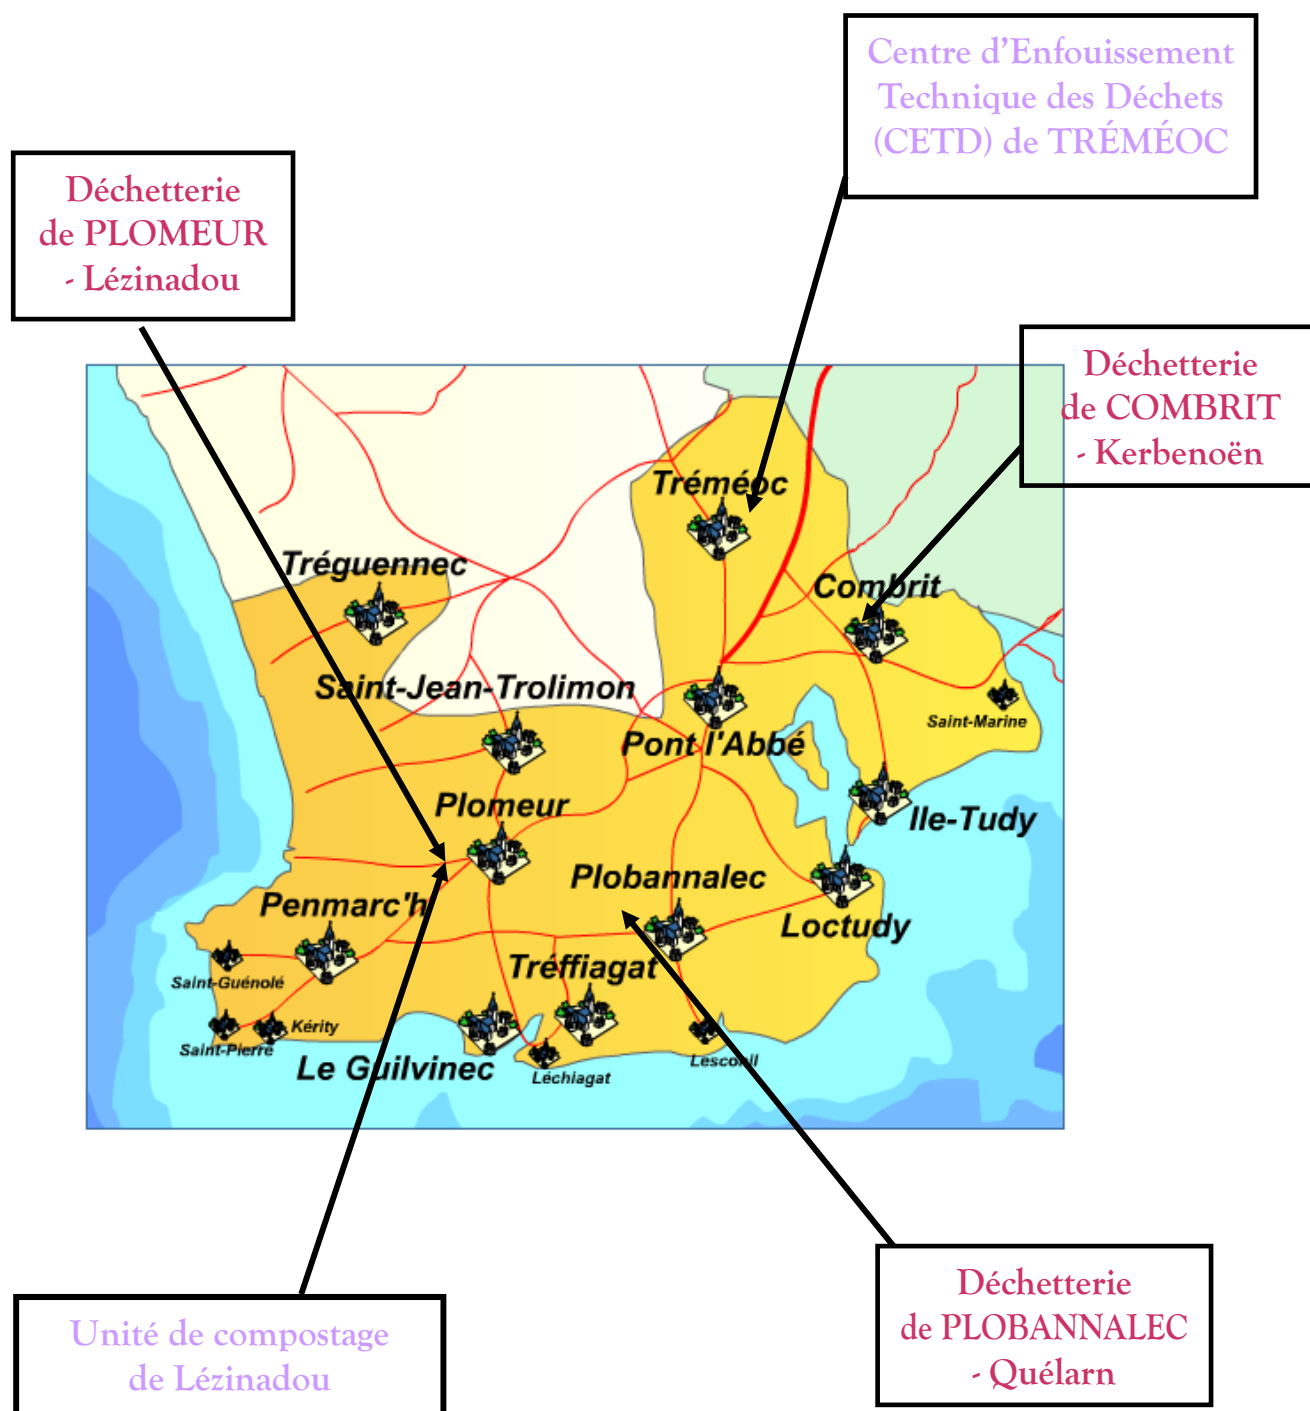 Centre d'Enfouissement
Technique des Déchets
(CETD) de TRÉMÉOC
Déchetterie
de PLOMEUR
- Lézinadou
Déchetterie
de COMBRIT
- Kerbenoën
Tréméoc
Tréguennec
Combrit
Saint-Jean-Trolimon
Saint-Marine
Pont l'Abbé
Plomeur
Ile-Tudy
Plobannalec
Penmarc'h
Loctudy
Tréffiagat
Saint-Guénolé
Kérity
Saint-Pierre
Le Guilvinec
Léchiagat
Lesconil
Déchetterie
de PLOBANNALEC
- Quélarn
Unité de compostage
de Lézinadou